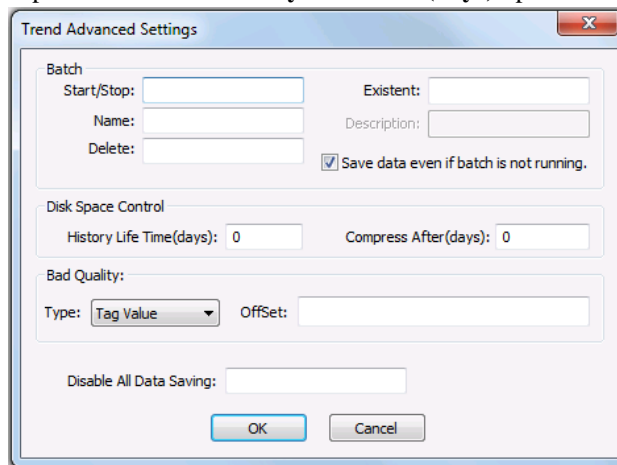 Trend Advanced Settings
Batch
Start/Stop:
Existent:
Name:
Description:
Delete:
Save data even if batch is not running.
Disk Space Control
History Life Time(days): 0
Compress After(days): 0
Bad Quality:
Type: Tag Value
OffSet:
Disable All Data Saving:
OK
Cancel